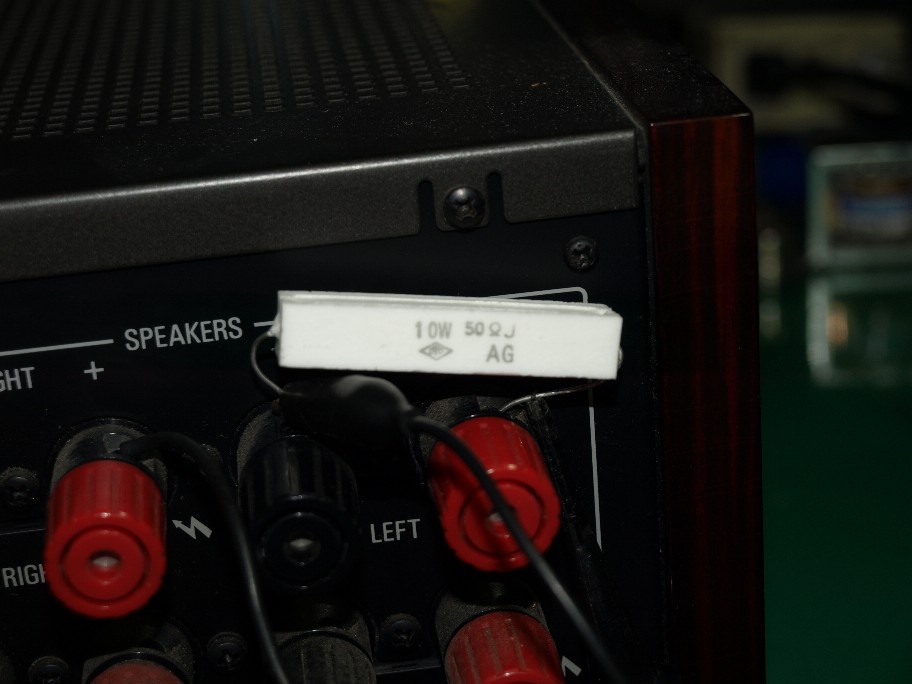 10W 50ΩJ
AG
SPEAKERS
GHT +
LEFT
RIGH